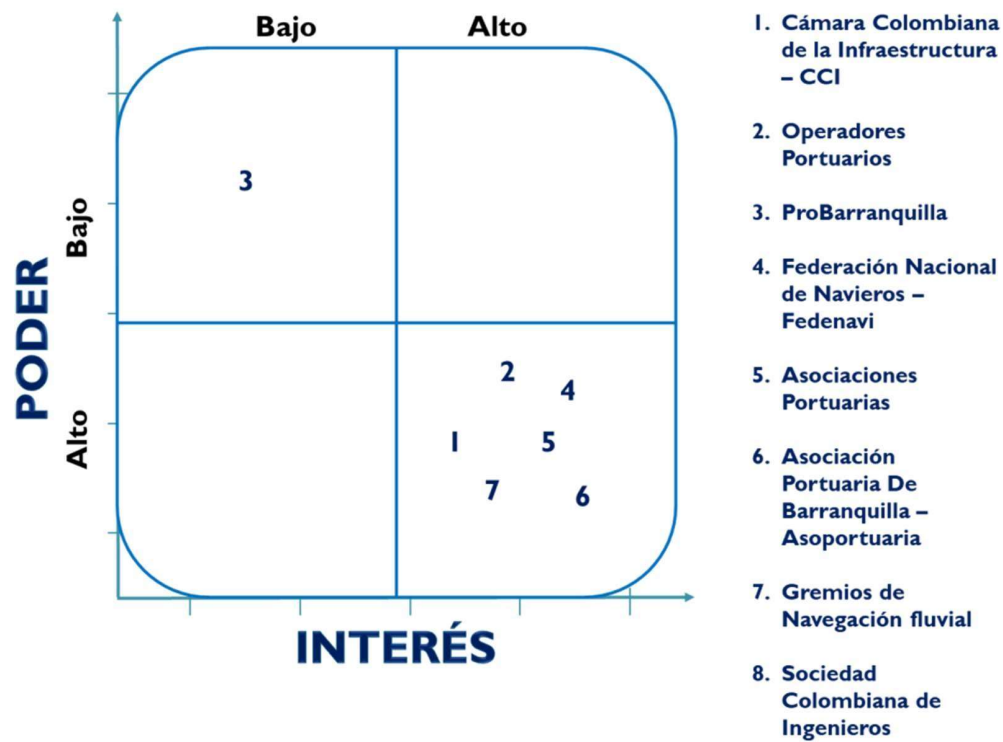 Bajo
Alto
PODER
Bajo
Alto
3
2
4
1
5
7
6
INTERÉS
1. Cámara Colombiana
de la Infraestructura
– CCI
2. Operadores
Portuarios
3. ProBarranquilla
4. Federación Nacional
de Navieros –
Fedenavi
5. Asociaciones
Portuarias
6. Asociación
Portuaria De
Barranquilla –
Asoportuaria
7. Gremios de
Navegación fluvial
8. Sociedad
Colombiana de
Ingenieros